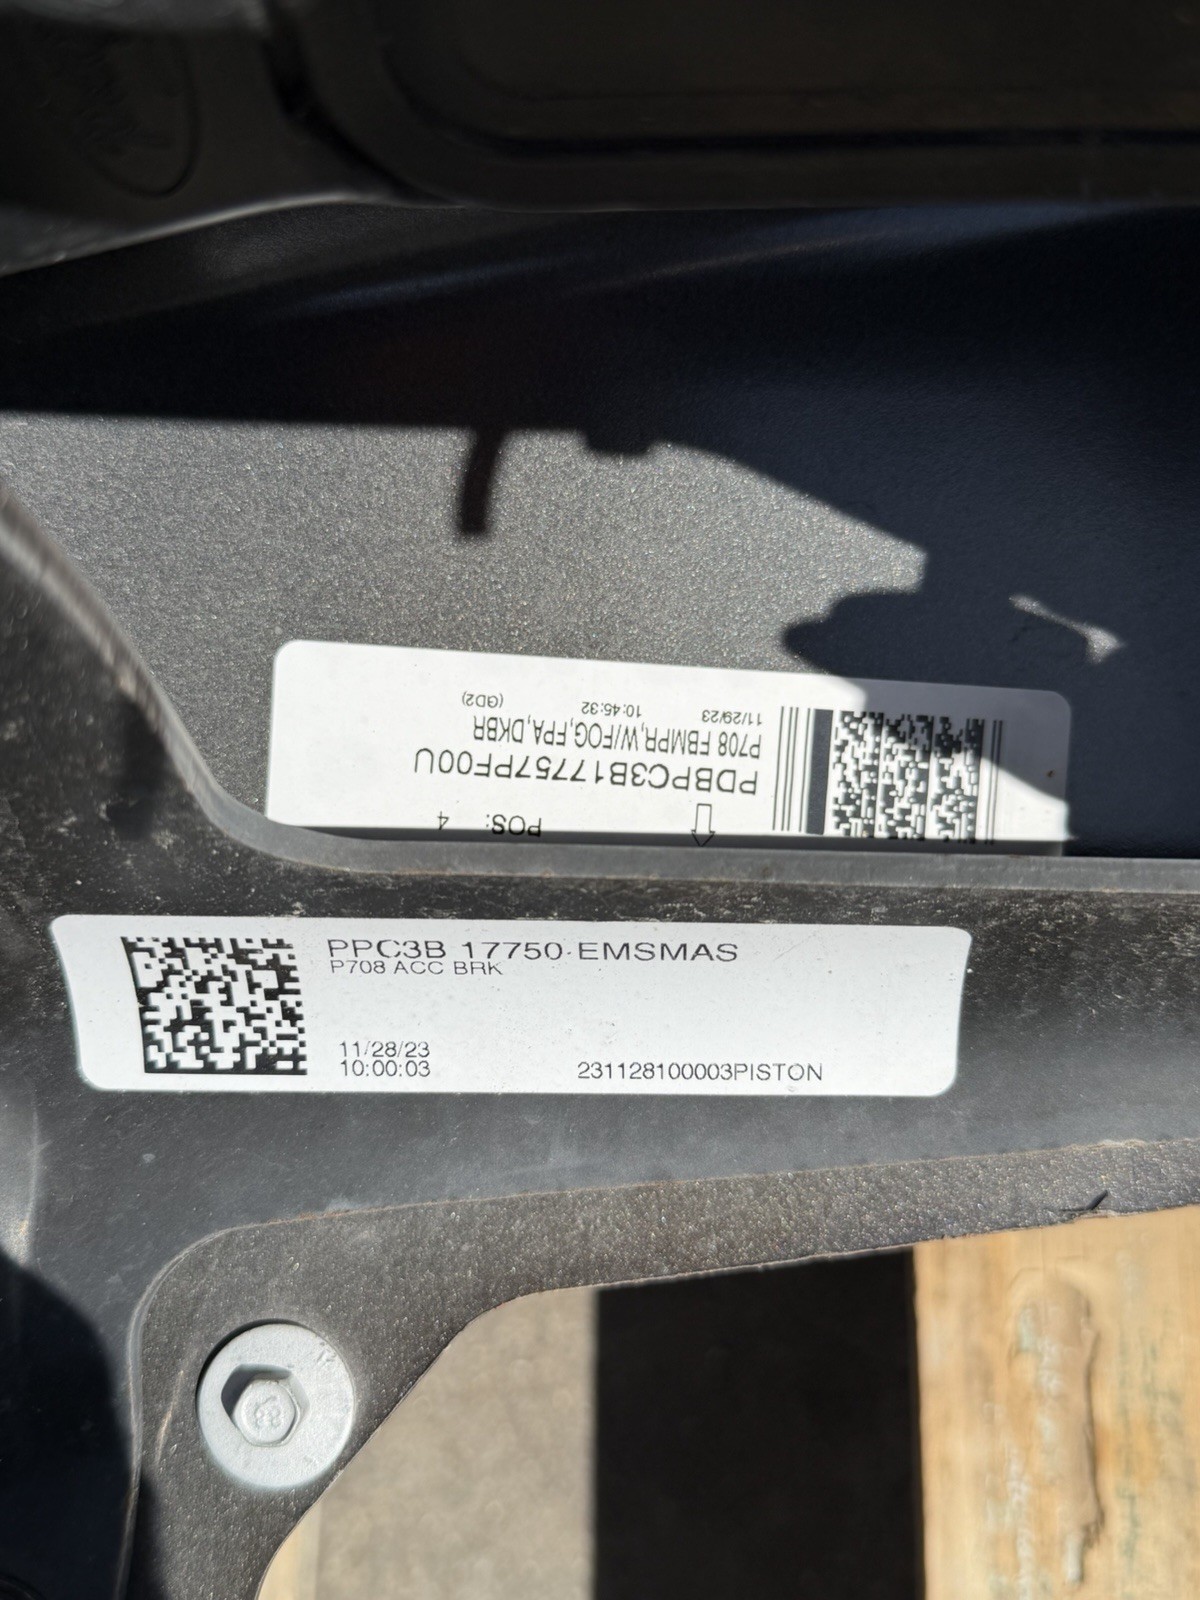 POS: 4
PDBPC3B17757PF00U
P708 FBMPR,W/FOG,FPA,DKBR
11/29/23 10:45:32 (GD2)
PPC3B 17750-EMSMAS
P708 ACC BRK
11/28/23
10:00:03
231128100003PISTON